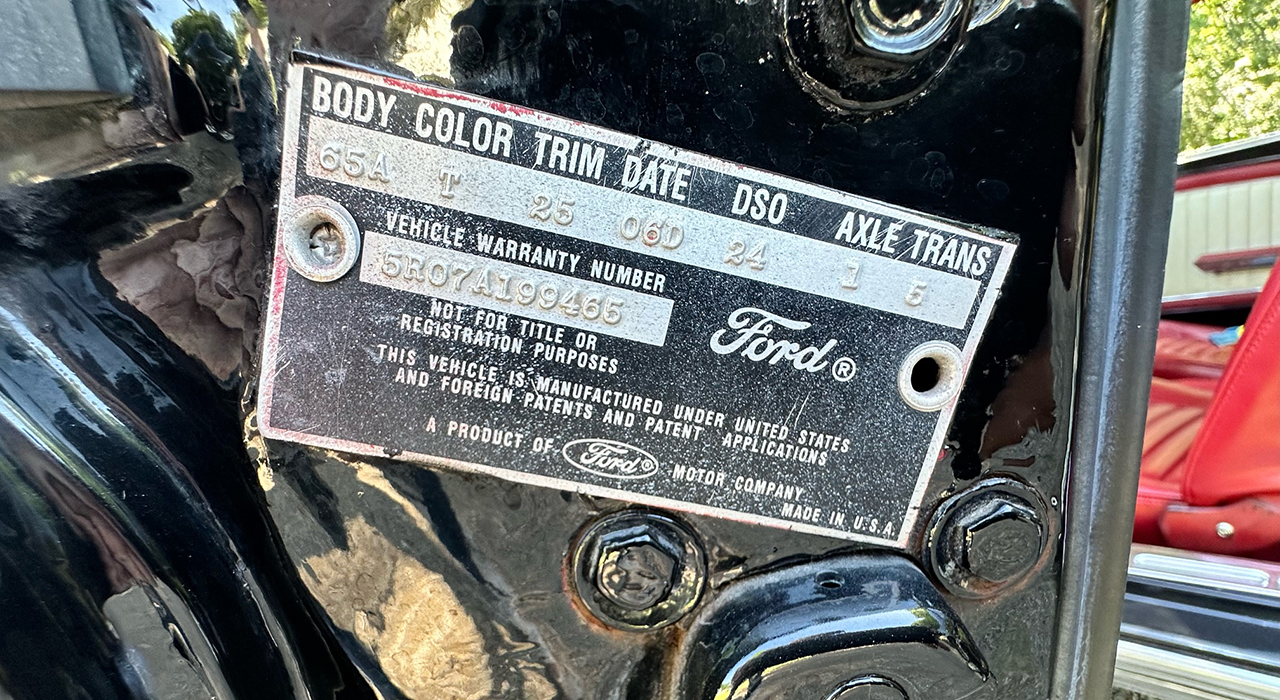 BODY COLOR TRIM DATE DSO AXLE TRANS
65A T 25 06D 24 1 5
VEHICLE WARRANTY NUMBER
5R07A199465
NOT FOR TITLE OR
REGISTRATION PURPOSES
Ford®
THIS VEHICLE IS MANUFACTURED UNDER UNITED STATES
AND FOREIGN PATENTS AND PATENT APPLICATIONS
A PRODUCT OF Ford® MOTOR COMPANY
MADE IN U.S.A